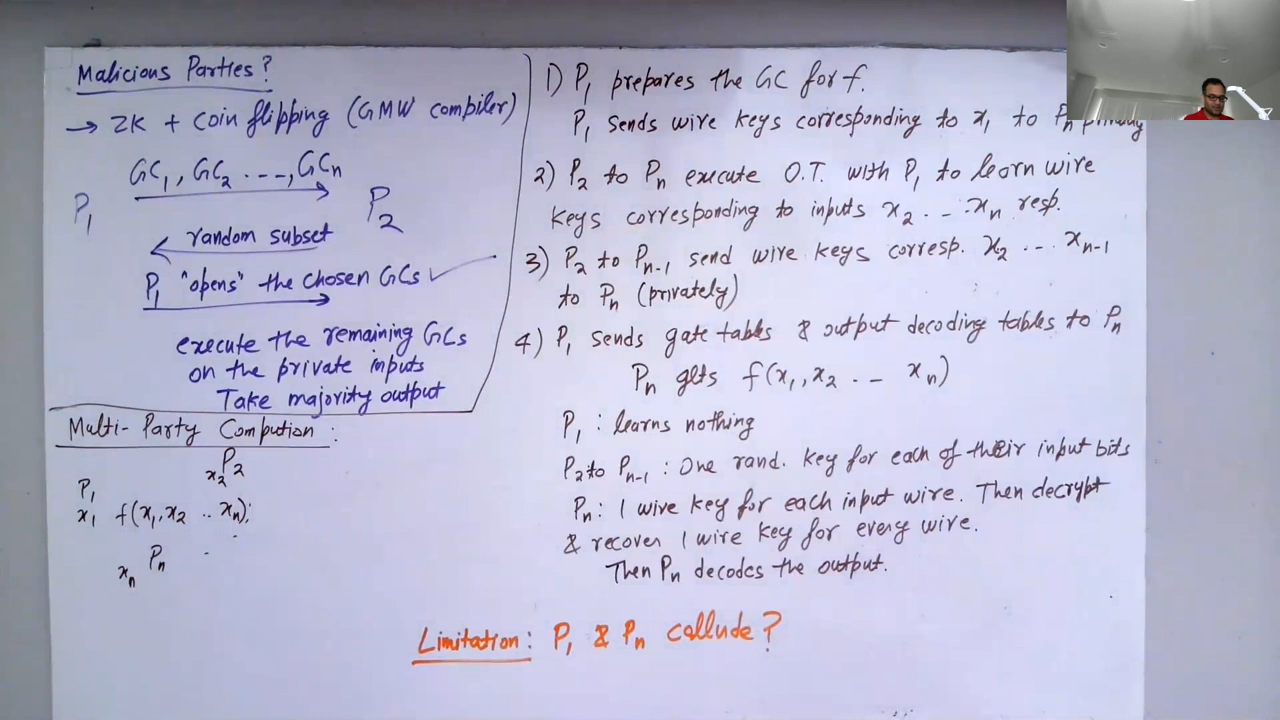 Malicious Parties?
→ ZK + coin flipping (GMW compiler)
GC1, GC2 ---, GCn
P1 P2
random subset
P1 "opens" the chosen GCs ✓
execute the remaining GCs
on the private inputs
Take majority output
Multi-Party Compution :
x2 P2
P1
x1 f(x1, x2 .. xn);
Pn
xn
1) P1 prepares the GC for f.
P1 sends wire keys corresponding to x1 to Pn
2) P2 to Pn execute O.T. with P1 to learn wire
keys corresponding to inputs x2 -- xn resp.
3) P2 to Pn-1 send wire keys corresp. x2 -- xn-1
to Pn (privately)
4) P1 sends gate tables & output decoding tables to Pn
Pn gets f(x1, x2 -- xn)
P1 : learns nothing
P2 to Pn-1 : One rand. key for each of their input bits
Pn : 1 wire key for each input wire. Then decrypt
& recover 1 wire key for every wire.
Then Pn decodes the output.
Limitation : P1 & Pn collude?